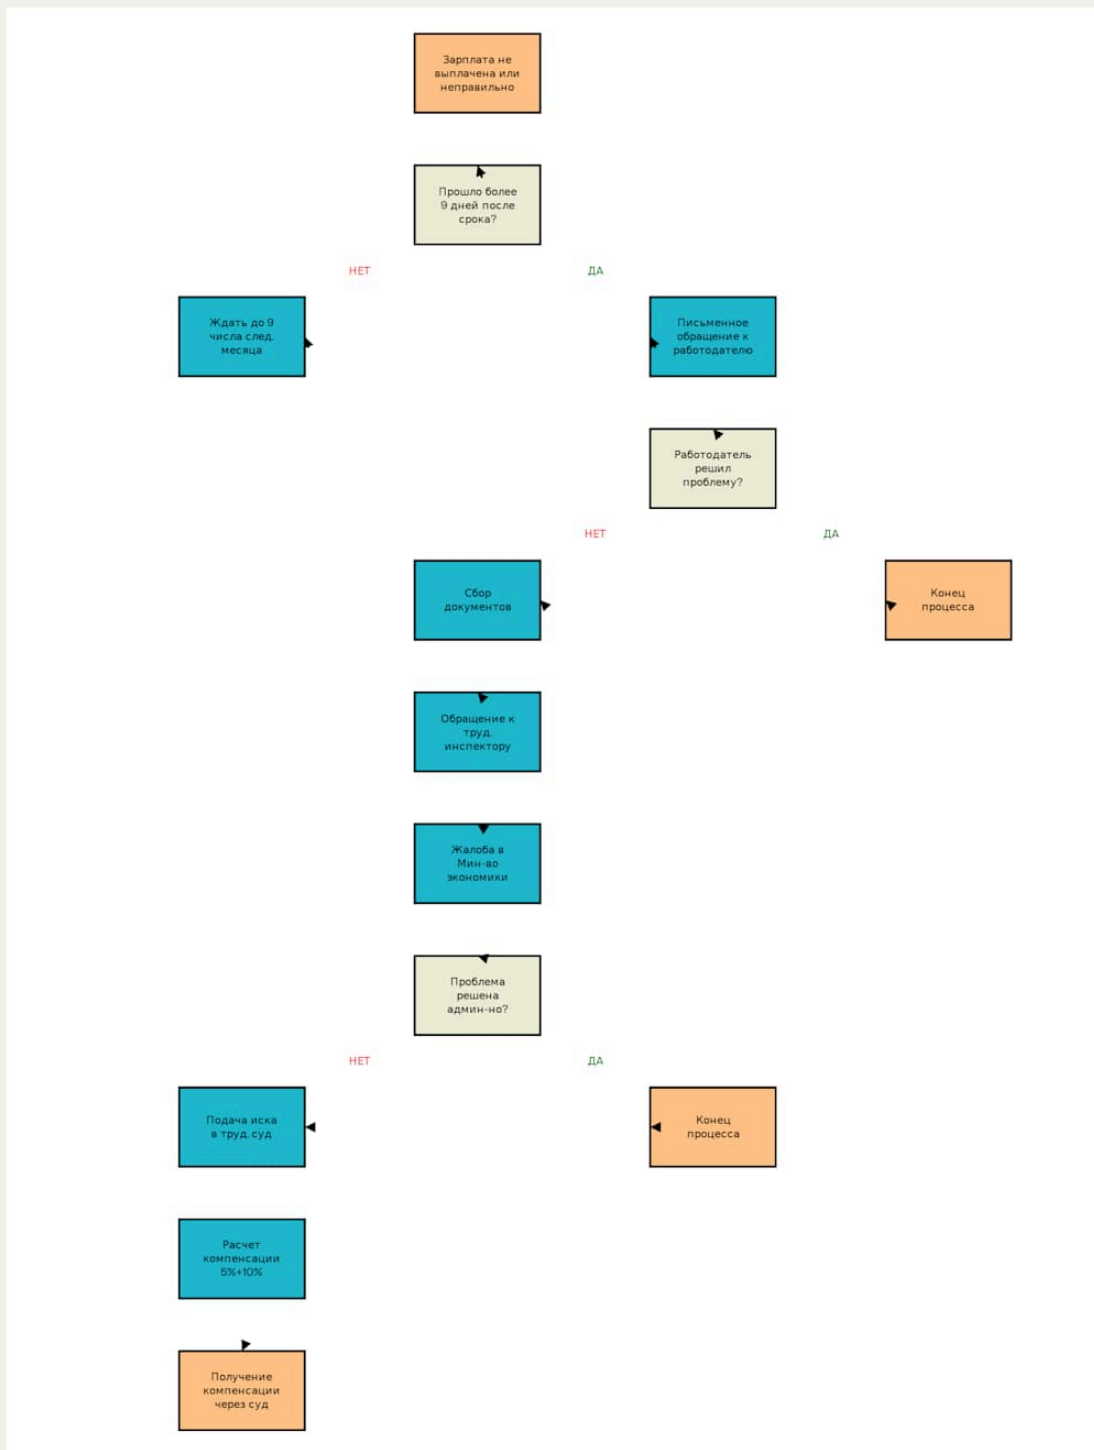 Зарплата не
выплачена или
неправильно
Прошло более
9 дней после
срока?
НЕТ
ДА
Ждать до 9
числа след.
месяца
Письменное
обращение к
работодателю
Работодатель
решил
проблему?
НЕТ
ДА
Сбор
документов
Конец
процесса
Обращение к
труд.
инспектору
Жалоба в
Мин-во
экономики
Проблема
решена
админ-но?
НЕТ
ДА
Подача иска
в труд. суд
Конец
процесса
Расчет
компенсации
5%+10%
Получение
компенсации
через суд